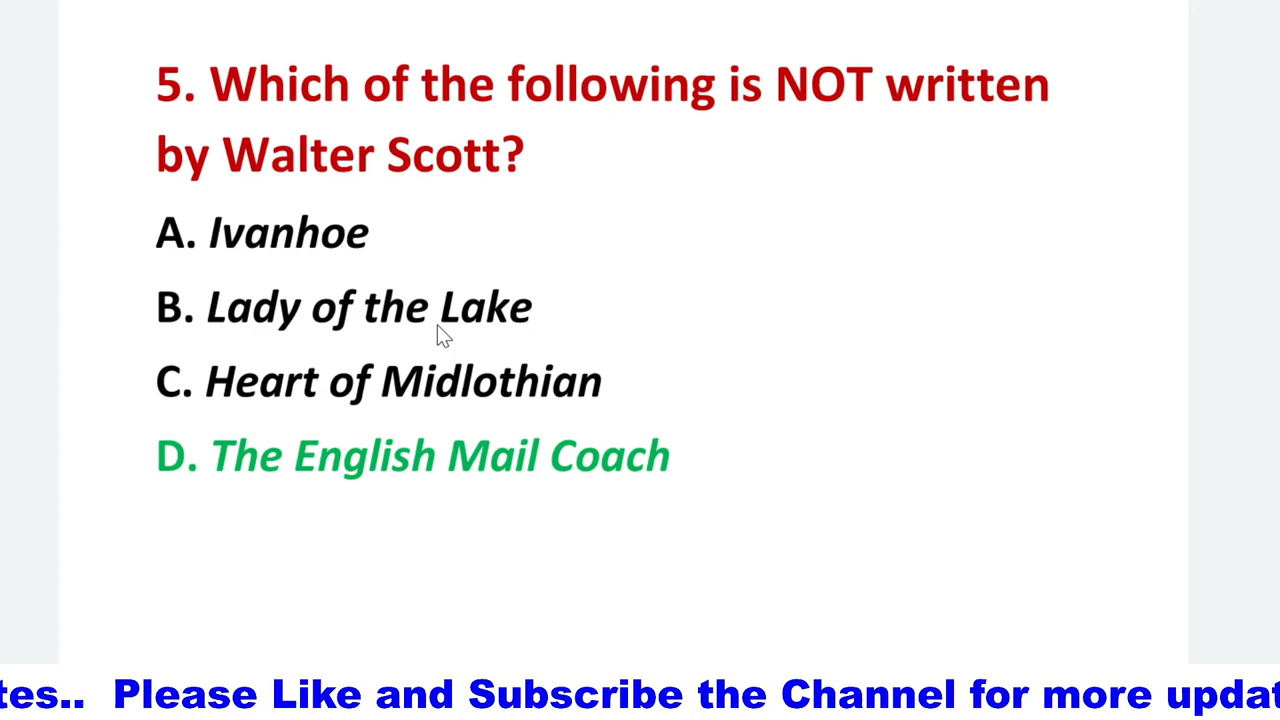 5. Which of the following is NOT written
by Walter Scott?
A. Ivanhoe
B. Lady of the Lake
C. Heart of Midlothian
D. The English Mail Coach
tes.. Please Like and Subscribe the Channel for more updat